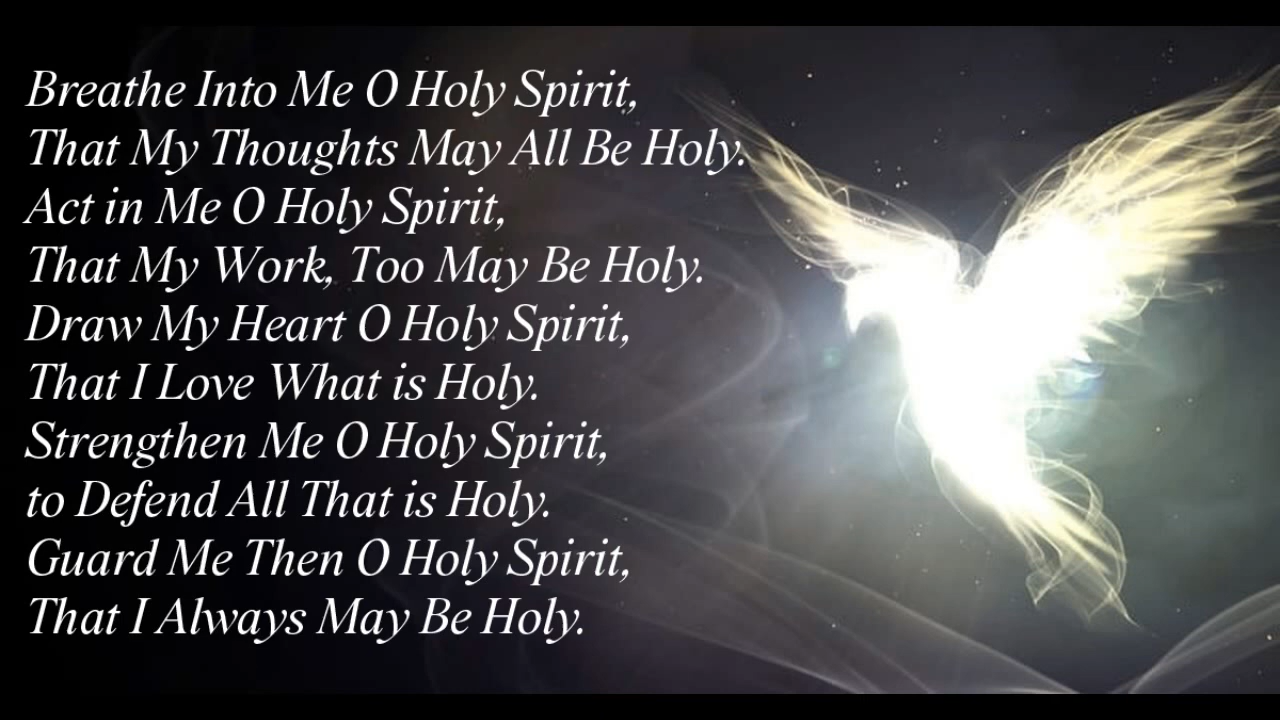 Breathe Into Me O Holy Spirit,
That My Thoughts May All Be Holy.
Act in Me O Holy Spirit,
That My Work, Too May Be Holy.
Draw My Heart O Holy Spirit,
That I Love What is Holy.
Strengthen Me O Holy Spirit,
to Defend All That is Holy.
Guard Me Then O Holy Spirit,
That I Always May Be Holy.